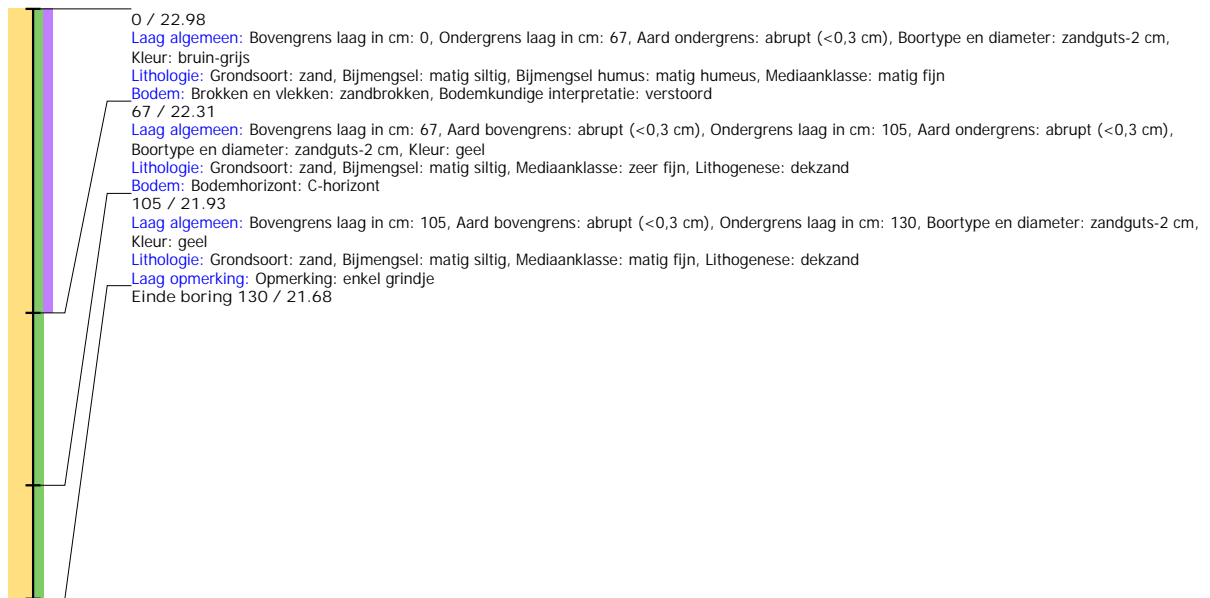 0 / 22.98
Laag algemeen: Bovengrens laag in cm: 0, Ondergrens laag in cm: 67, Aard ondergrens: abrupt (<0,3 cm), Boortype en diameter: zandguts-2 cm,
Kleur: bruin-grijs
Lithologie: Grondsoort: zand, Bijmengsel: matig siltig, Bijmengsel humus: matig humeus, Mediaanklasse: matig fijn
Bodem: Brokken en vlekken: zandbrokken, Bodemkundige interpretatie: verstoord
67 / 22.31
Laag algemeen: Bovengrens laag in cm: 67, Aard bovengrens: abrupt (<0,3 cm), Ondergrens laag in cm: 105, Aard ondergrens: abrupt (<0,3 cm),
Boortype en diameter: zandguts-2 cm, Kleur: geel
Lithologie: Grondsoort: zand, Bijmengsel: matig siltig, Mediaanklasse: zeer fijn, Lithogenese: dekzand
Bodem: Bodemhorizont: C-horizont
105 / 21.93
Laag algemeen: Bovengrens laag in cm: 105, Aard bovengrens: abrupt (<0,3 cm), Ondergrens laag in cm: 130, Boortype en diameter: zandguts-2 cm,
Kleur: geel
Lithologie: Grondsoort: zand, Bijmengsel: matig siltig, Mediaanklasse: matig fijn, Lithogenese: dekzand
Laag opmerking: Opmerking: enkel grindje
Einde boring 130 / 21.68